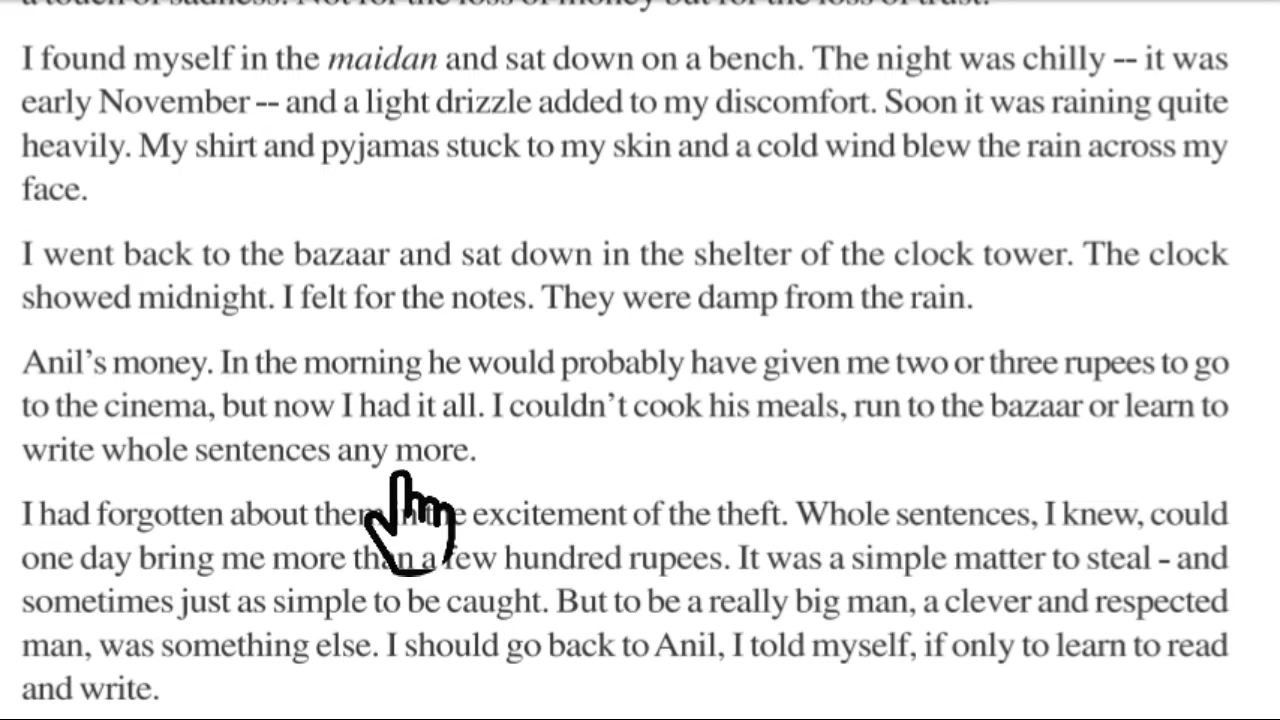 I found myself in the maidan and sat down on a bench. The night was chilly -- it was
early November -- and a light drizzle added to my discomfort. Soon it was raining quite
heavily. My shirt and pyjamas stuck to my skin and a cold wind blew the rain across my
face.
I went back to the bazaar and sat down in the shelter of the clock tower. The clock
showed midnight. I felt for the notes. They were damp from the rain.
Anil’s money. In the morning he would probably have given me two or three rupees to go
to the cinema, but now I had it all. I couldn’t cook his meals, run to the bazaar or learn to
write whole sentences any more.
I had forgotten about excitement of the theft. Whole sentences, I knew, could
one day bring me more than a few hundred rupees. It was a simple matter to steal - and
sometimes just as simple to be caught. But to be a really big man, a clever and respected
man, was something else. I should go back to Anil, I told myself, if only to learn to read
and write.